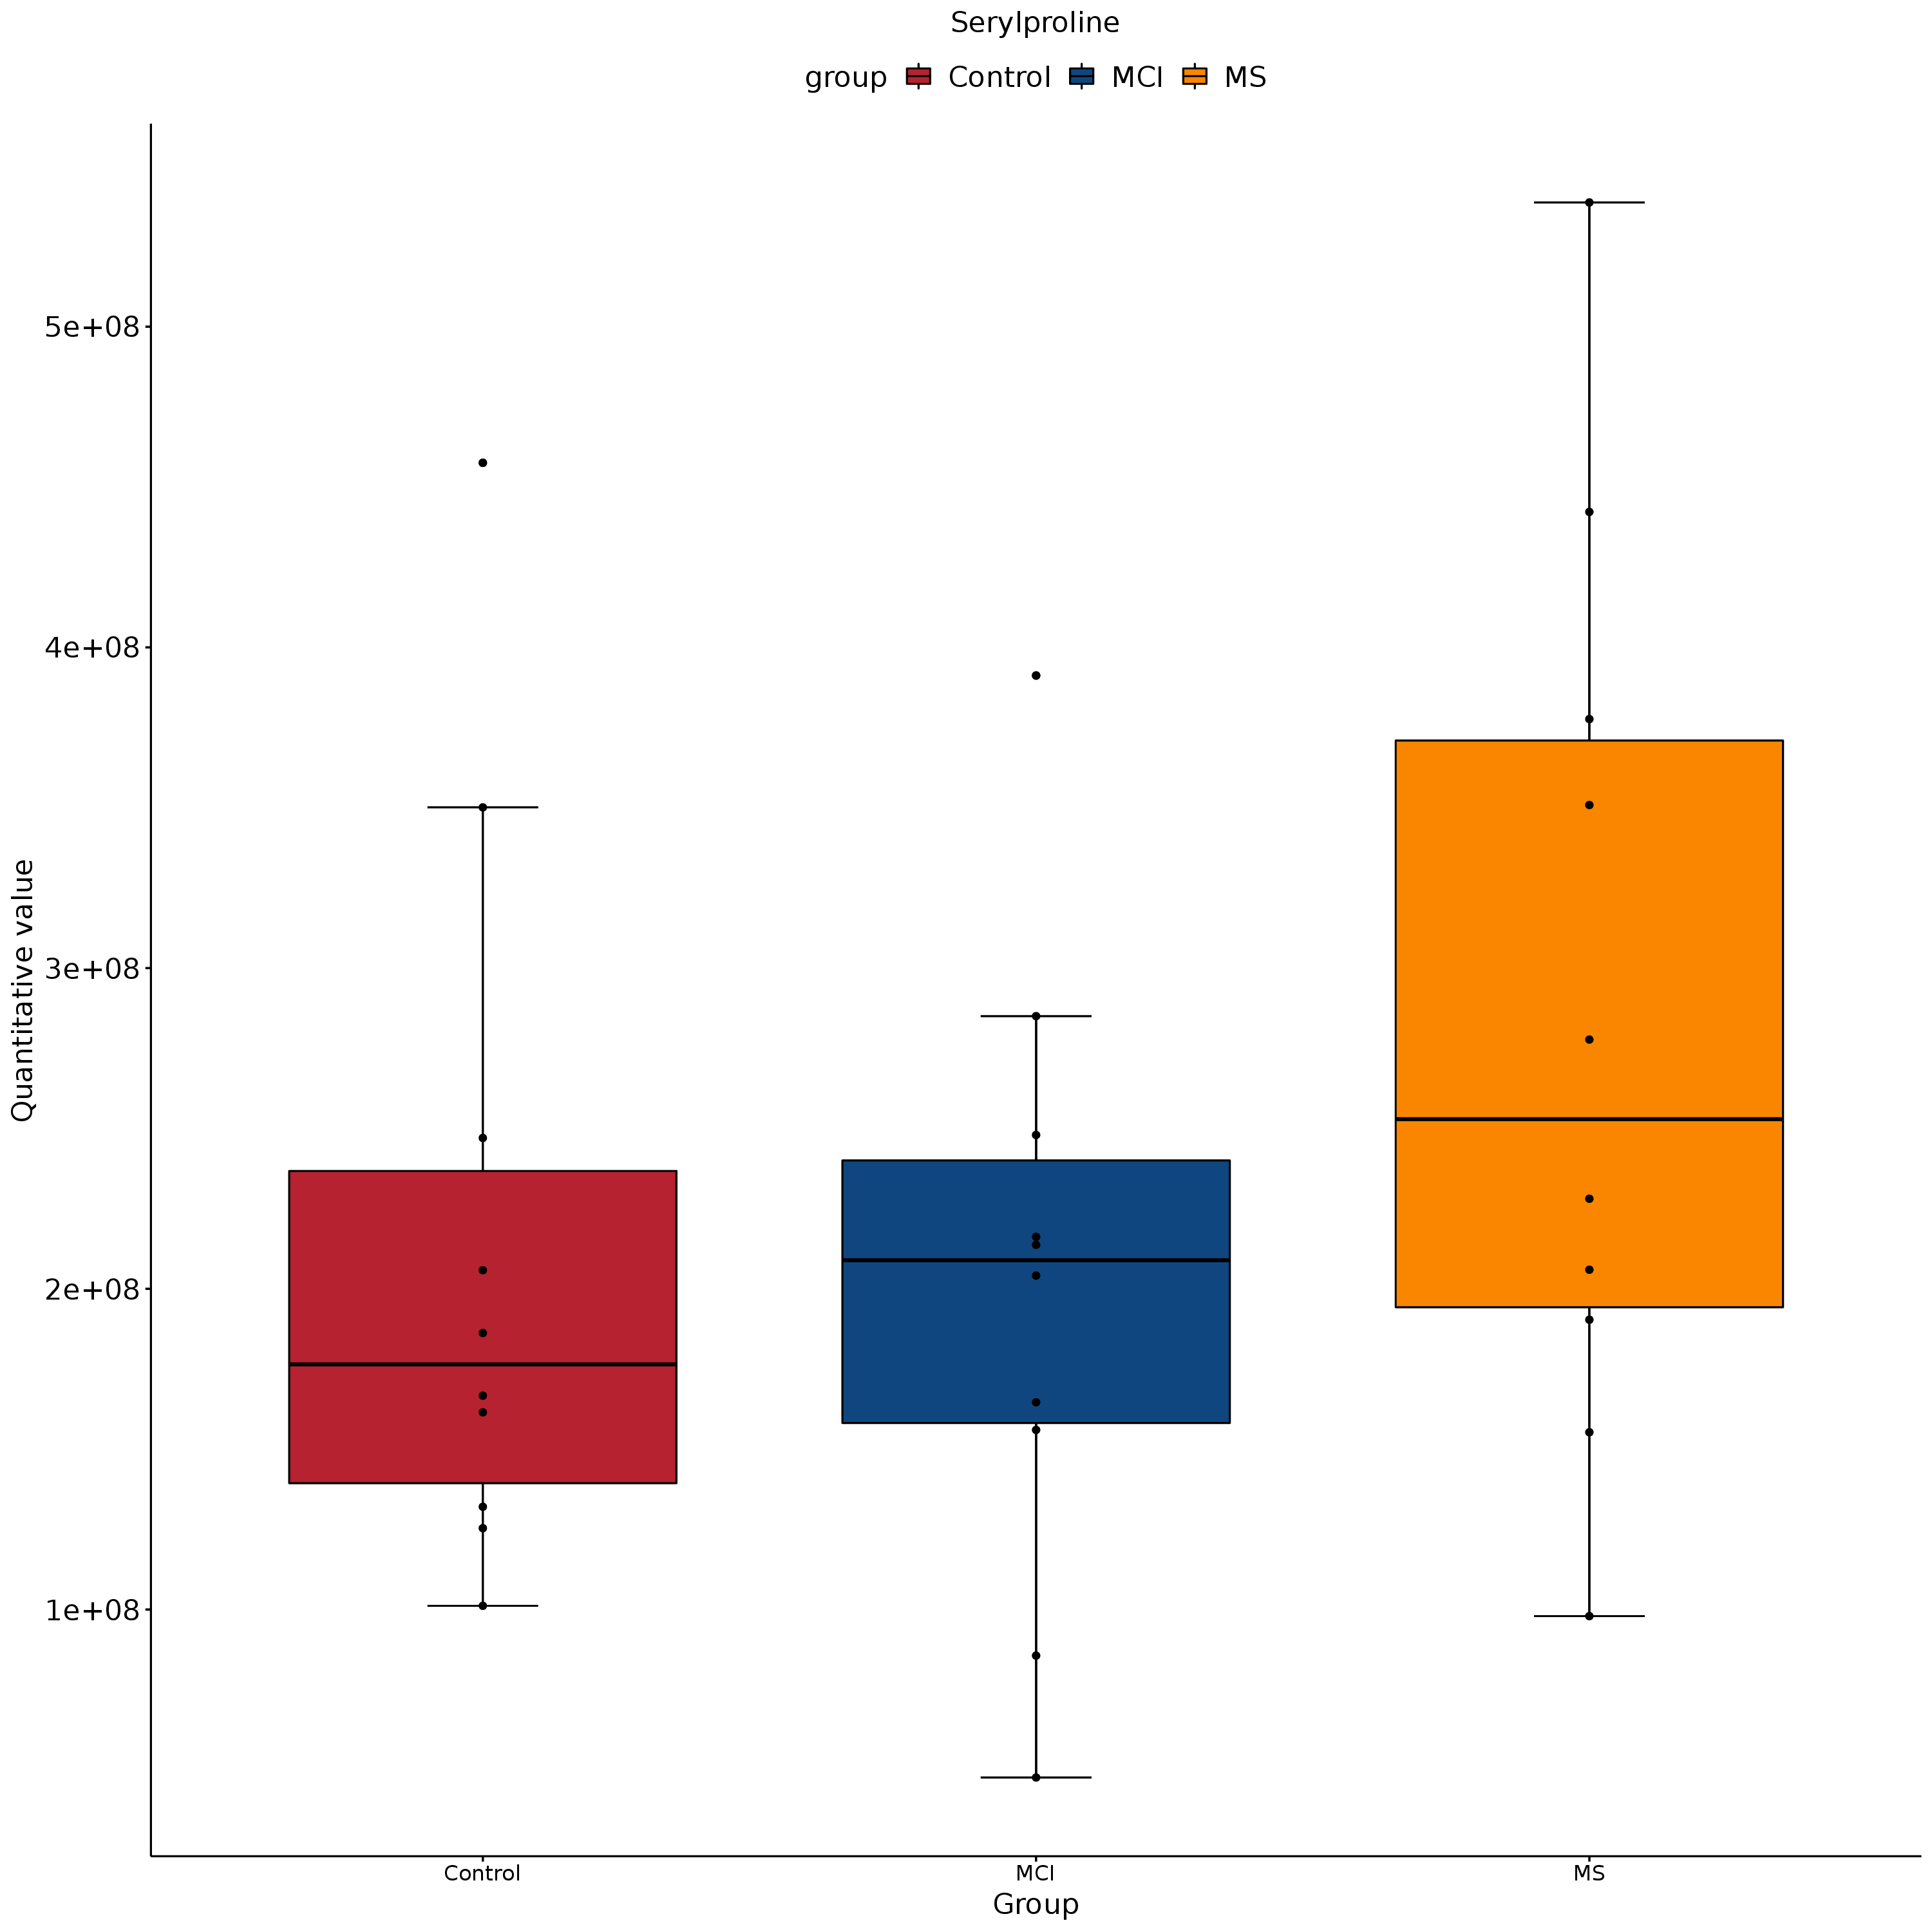 Serylproline
group Control MCI MS
5e+08
4e+08
3e+08
2e+08
1e+08
Quantitative value
Control MCI MS
Group